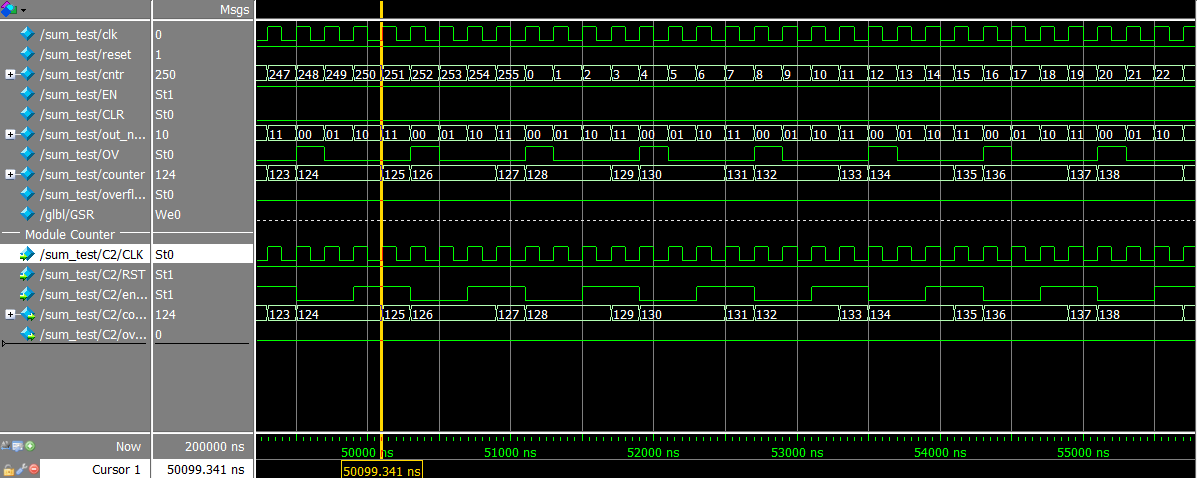 Msgs
/sum_test/clk 0
/sum_test/reset 1
/sum_test/cntr 250 247 248 249 250 251 252 253 254 255 0 1 2 3 4 5 6 7 8 9 10 11 12 13 14 15 16 17 18 19 20 21 22
/sum_test/EN St1
/sum_test/CLR St0
/sum_test/out_n... 10 11 00 01 10 11 00 01 10 11 00 01 10 11 00 01 10 11 00 01 10 11 00 01 10 11 00 01 10 11 00 01 10
/sum_test/OV St0
/sum_test/counter 124 123 124 125 126 127 128 129 130 131 132 133 134 135 136 137 138
/sum_test/overfl... St0
/glbl/GSR We0
Module Counter
/sum_test/C2/CLK St0
/sum_test/C2/RST St1
/sum_test/C2/en... St1
/sum_test/C2/co... 124 123 124 125 126 127 128 129 130 131 132 133 134 135 136 137 138
/sum_test/C2/ov... 0
Now 200000 ns 50000 ns 51000 ns 52000 ns 53000 ns 54000 ns 55000 ns
Cursor 1 50099.341 ns 50099.341 ns